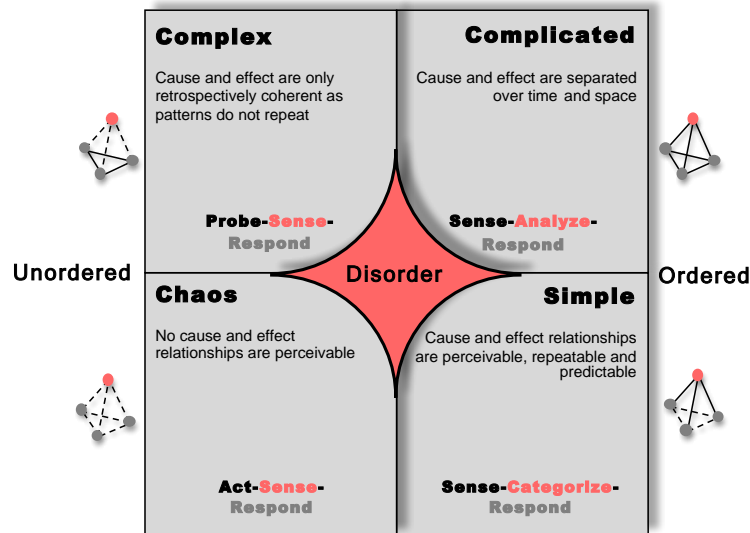 Complex
Cause and effect are only
retrospectively coherent as
patterns do not repeat
Probe-Sense-
Respond
Complicated
Cause and effect are separated
over time and space
Sense-Analyze-
Respond
Unordered
Disorder
Ordered
Chaos
No cause and effect
relationships are perceivable
Act-Sense-
Respond
Simple
Cause and effect relationships
are perceivable, repeatable and
predictable
Sense-Categorize-
Respond